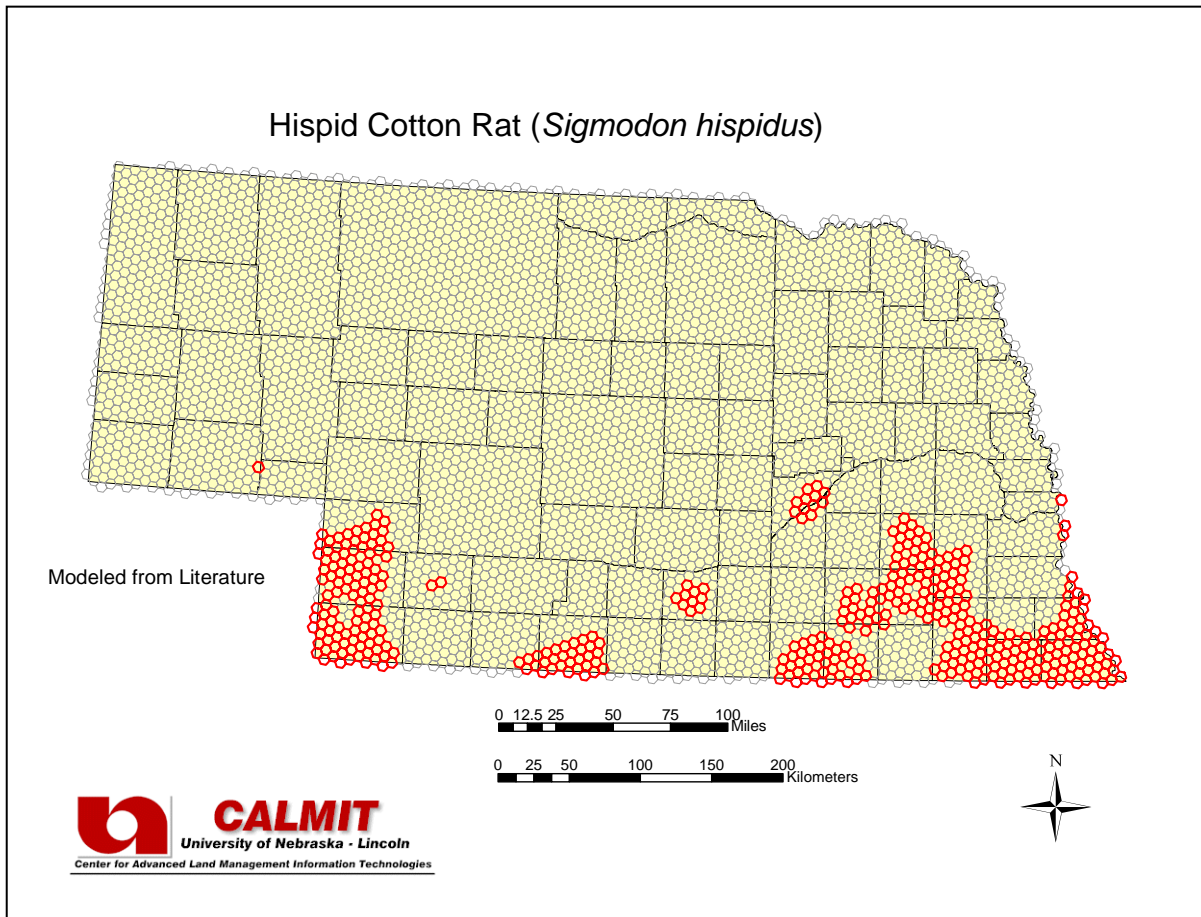 Hispid Cotton Rat (Sigmodon hispidus)
Modeled from Literature
0 12.5 25 50 75 100
Miles
0 25 50 100 150 200
Kilometers
N
CALMIT
University of Nebraska - Lincoln
Center for Advanced Land Management Information Technologies